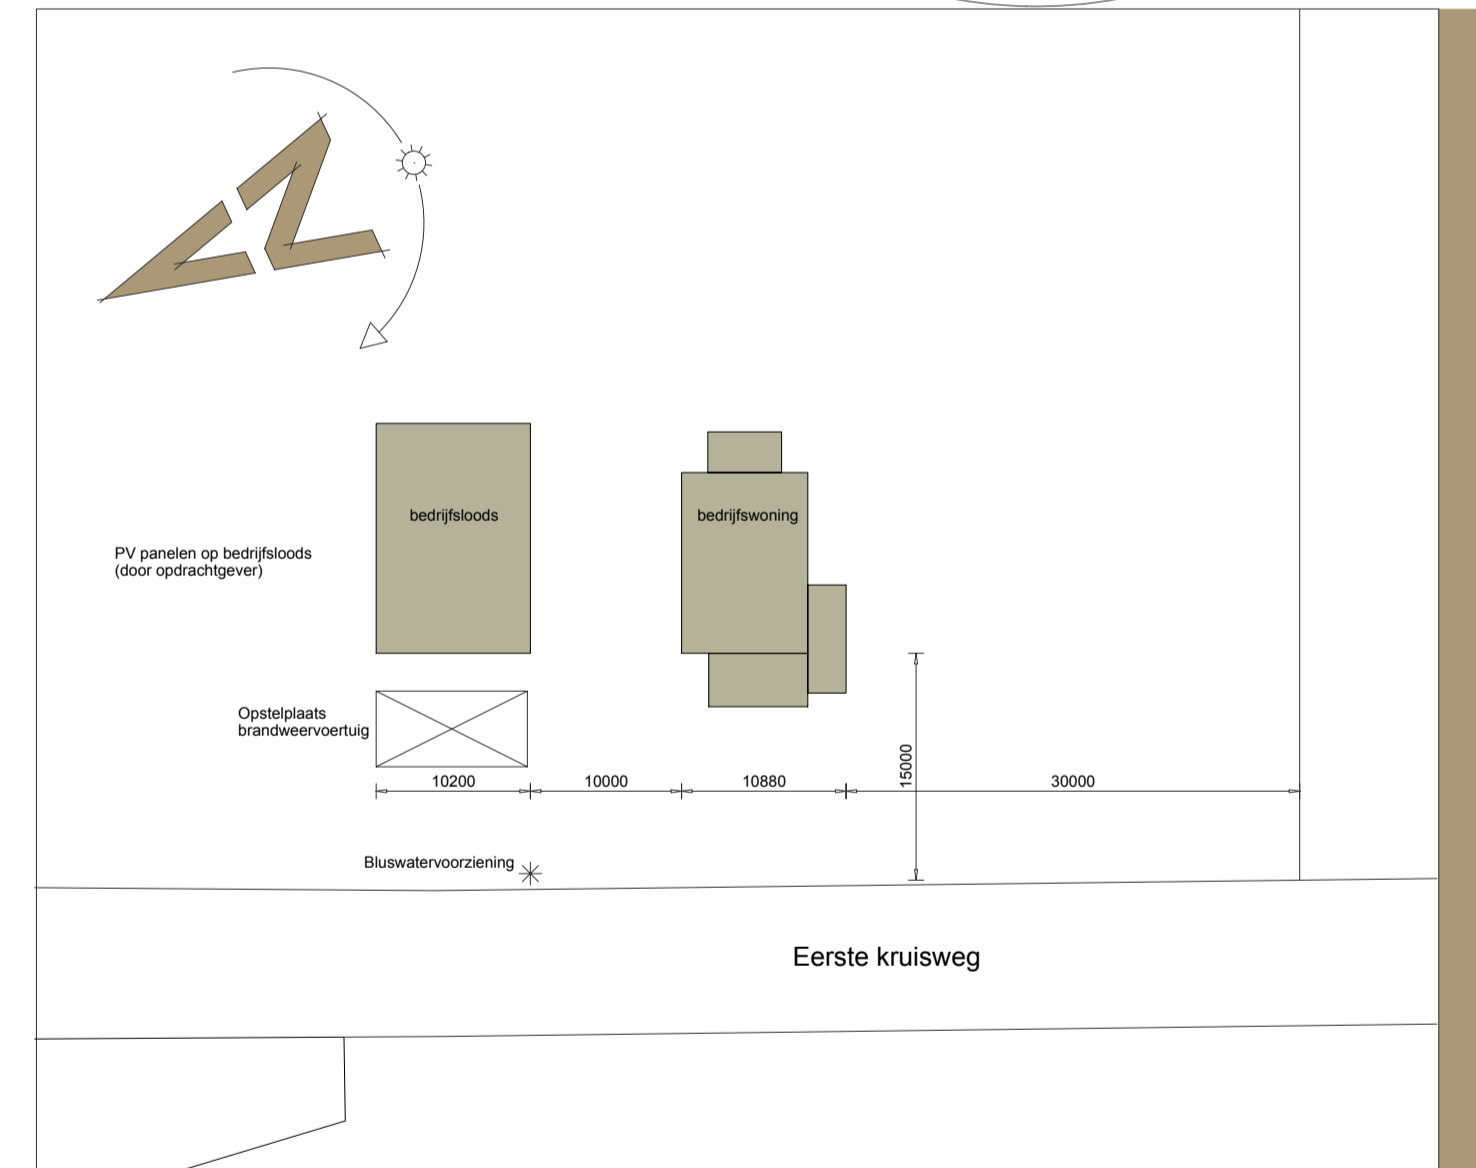 bedrijfsloods
bedrijfswoning
PV panelen op bedrijfsloods
(door opdrachtgever)
Opstelplaats
brandweervoertuig
10200
10000
10880
15000
30000
Bluswatervoorziening
Eerste kruisweg